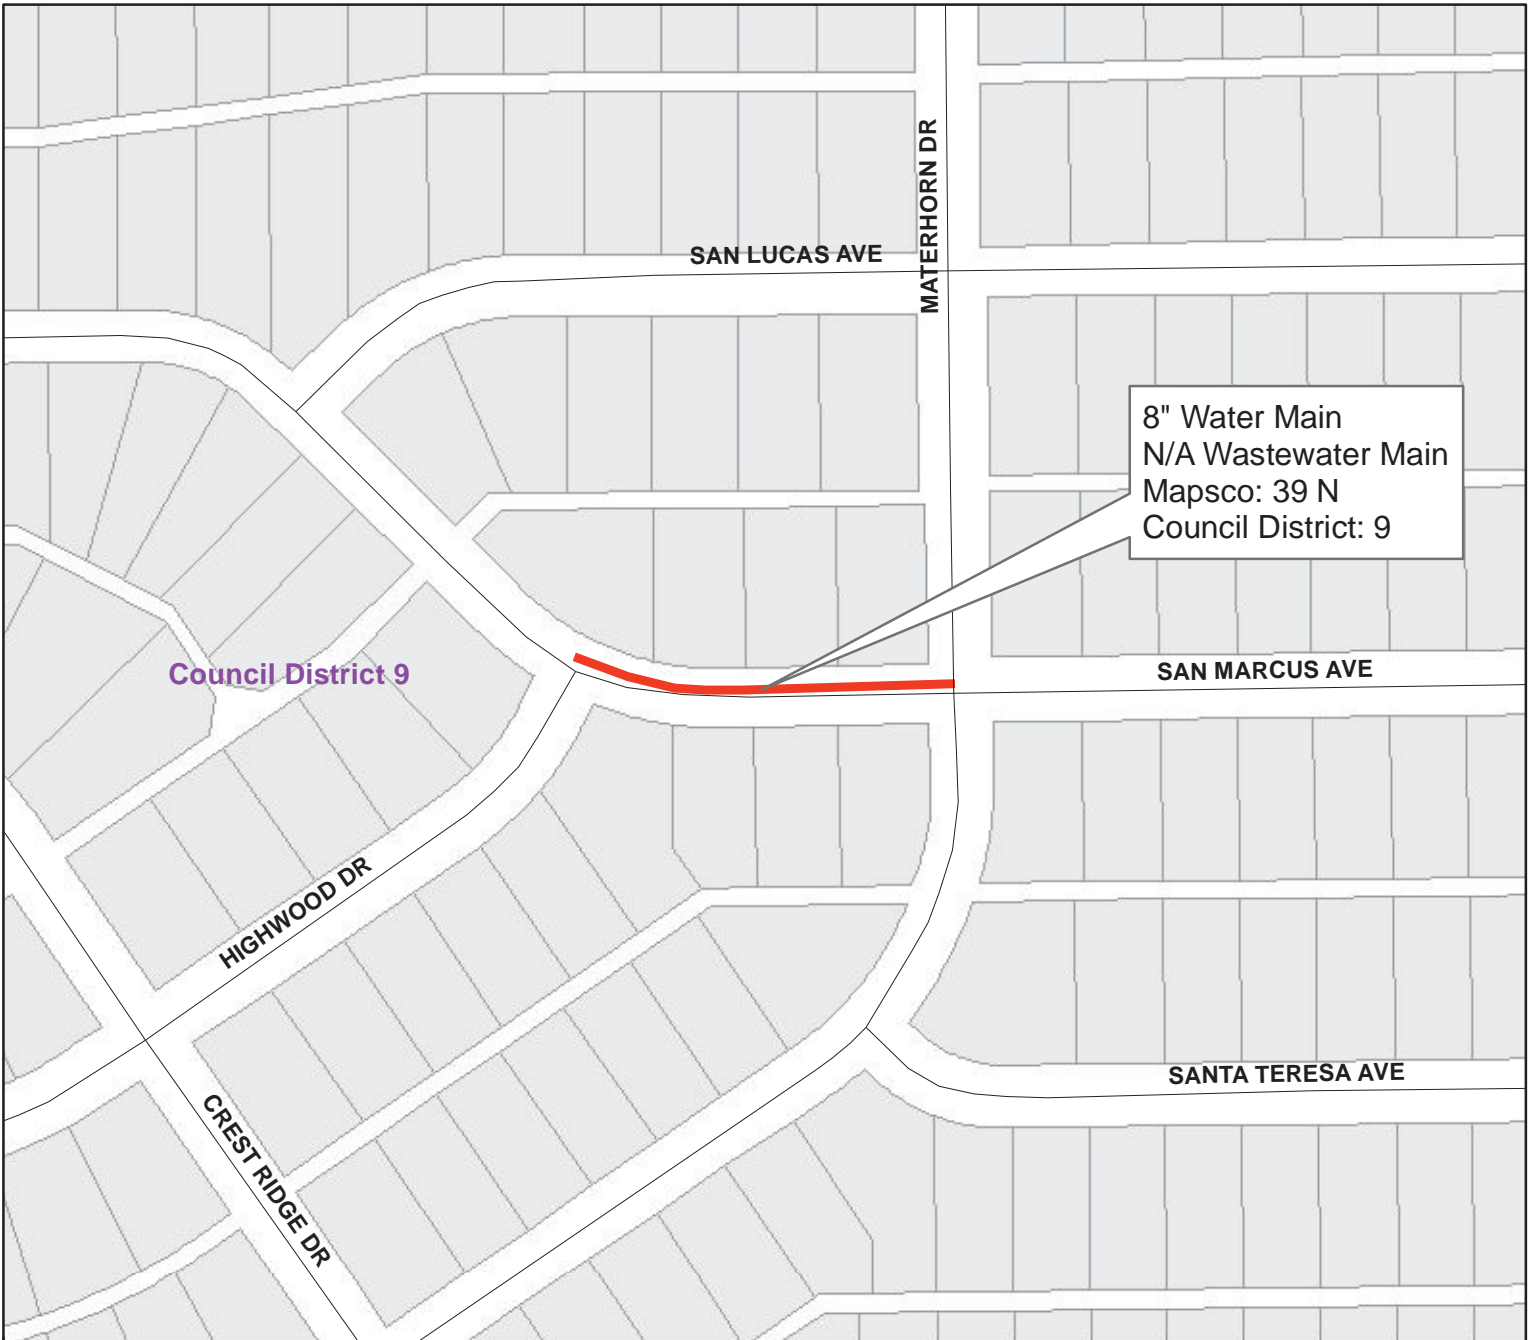 MATERHORN DR
SAN LUCAS AVE
8" Water Main
N/A Wastewater Main
Mapsco: 39 N
Council District: 9
Council District 9
SAN MARCUS AVE
HIGHWOOD DR
SANTA TERESA AVE
CREST RIDGE DR